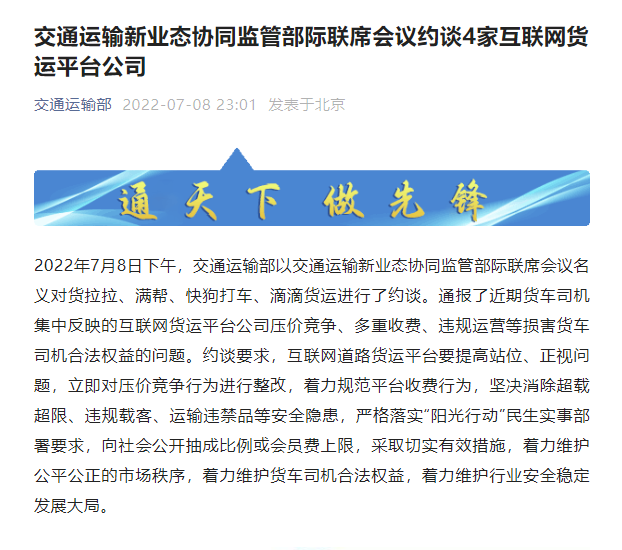 交通运输新业态协同监管部际联席会议约谈4家互联网货
运平台公司
交通运输部 2022-07-08 23:01 发表于北京
通天下 做先锋
2022年7月8日下午，交通运输部以交通运输新业态协同监管部际联席会议名
义对货拉拉、满帮、快狗打车、滴滴货运进行了约谈。通报了近期货车司机
集中反映的互联网货运平台公司压价竞争、多重收费、违规运营等损害货车
司机合法权益的问题。约谈要求，互联网道路货运平台要提高站位、正视问
题，立即对压价竞争行为进行整改，着力规范平台收费行为，坚决消除超载
超限、违规载客、运输违禁品等安全隐患，严格落实“阳光行动”民生实事部
署要求，向社会公开抽成比例或会员费上限，采取切实有效措施，着力维护
公平公正的市场秩序，着力维护货车司机合法权益，着力维护行业安全稳定
发展大局。